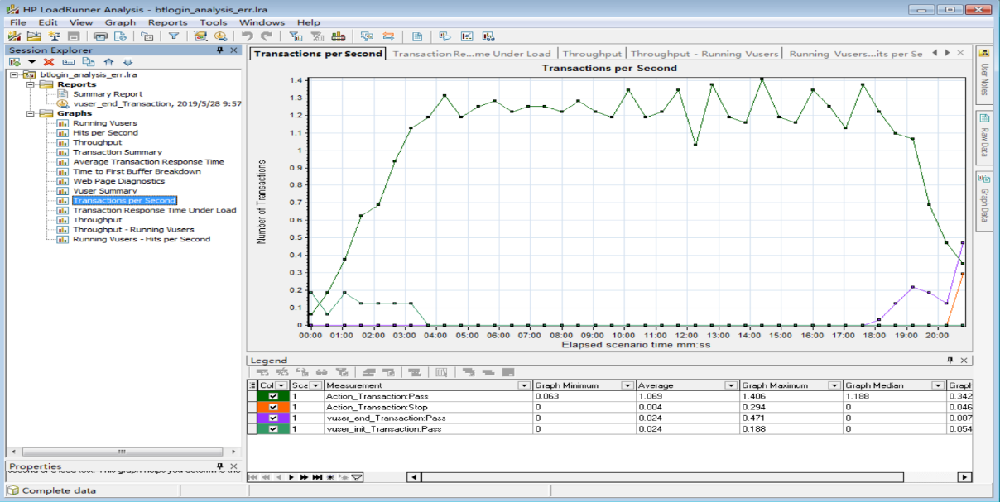 HP LoadRunner Analysis - btlogin_analysis_err.lra
File Edit View Graph Reports Tools Windows Help
Session Explorer
btlogin_analysis_err.lra
Reports
Summary Report
vuser_end_Transaction, 2019/5/28 9:57
Graphs
Running Vusers
Hits per Second
Throughput
Transaction Summary
Average Transaction Response Time
Time to First Buffer Breakdown
Web Page Diagnostics
Vuser Summary
Transactions per Second
Transaction Response Time Under Load
Throughput
Throughput - Running Vusers
Running Vusers - Hits per Second
Properties
Complete data
Transactions per Second Transaction Re...me Under Load Throughput Throughput - Running Vusers Running Vusers...its per Se
Transactions per Second
Number of Transactions
1.4
1.3
1.2
1.1
1
0.9
0.8
0.7
0.6
0.5
0.4
0.3
0.2
0.1
0
00:00 01:00 02:00 03:00 04:00 05:00 06:00 07:00 08:00 09:00 10:00 11:00 12:00 13:00 14:00 15:00 16:00 17:00 18:00 19:00 20:00
Elapsed scenario time mm:ss
User Notes
Raw Data
Graph Data
Legend
Col Sca Measurement Graph Minimum Average Graph Maximum Graph Median Graph
1 Action_Transaction:Pass 0.063 1.069 1.406 1.188 0.342
1 Action_Transaction:Stop 0 0.004 0.294 0 0.046
1 vuser_end_Transaction:Pass 0 0.024 0.471 0 0.087
1 vuser_init_Transaction:Pass 0 0.024 0.188 0 0.054